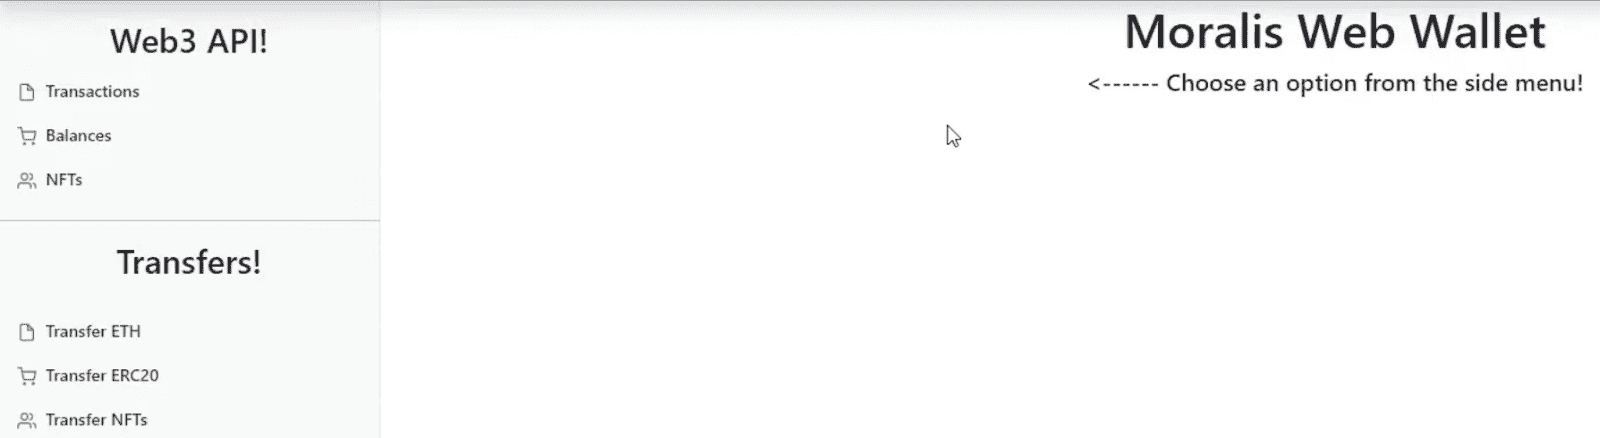 Web3 API!
Transactions
Balances
NFTs
Transfers!
Transfer ETH
Transfer ERC20
Transfer NFTs
Moralis Web Wallet
<------ Choose an option from the side menu!